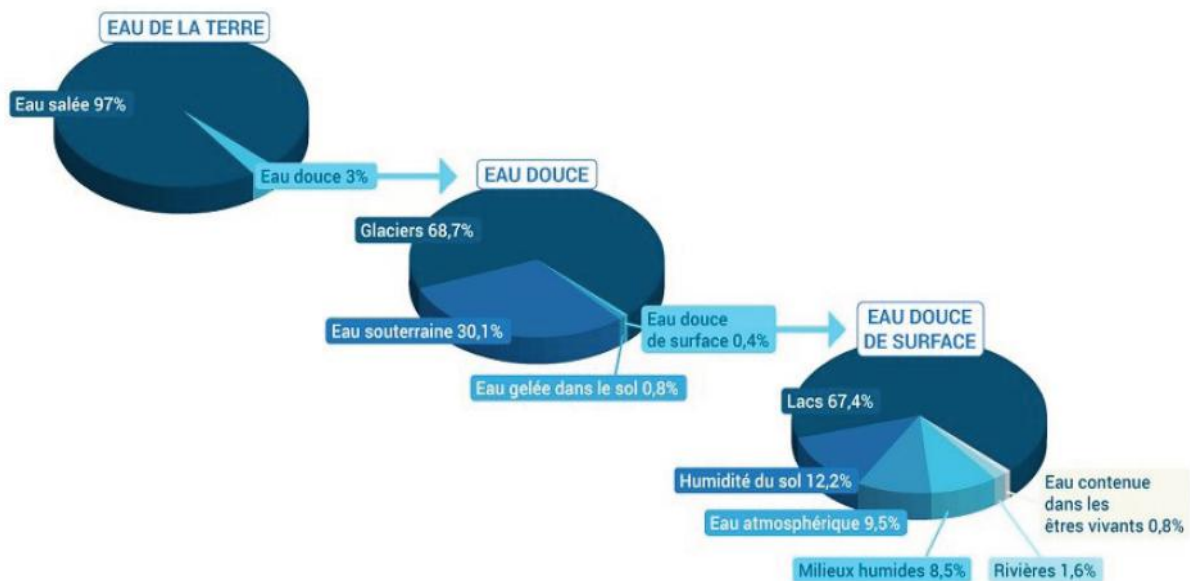 EAU DE LA TERRE
Eau salée 97%
Eau douce 3%
EAU DOUCE
Glaciers 68,7%
Eau souterraine 30,1%
Eau douce
de surface 0,4%
Eau gelée dans le sol 0,8%
EAU DOUCE
DE SURFACE
Lacs 67,4%
Humidité du sol 12,2%
Eau atmosphérique 9,5%
Milieux humides 8,5%
Rivières 1,6%
Eau contenue
dans les
êtres vivants 0,8%